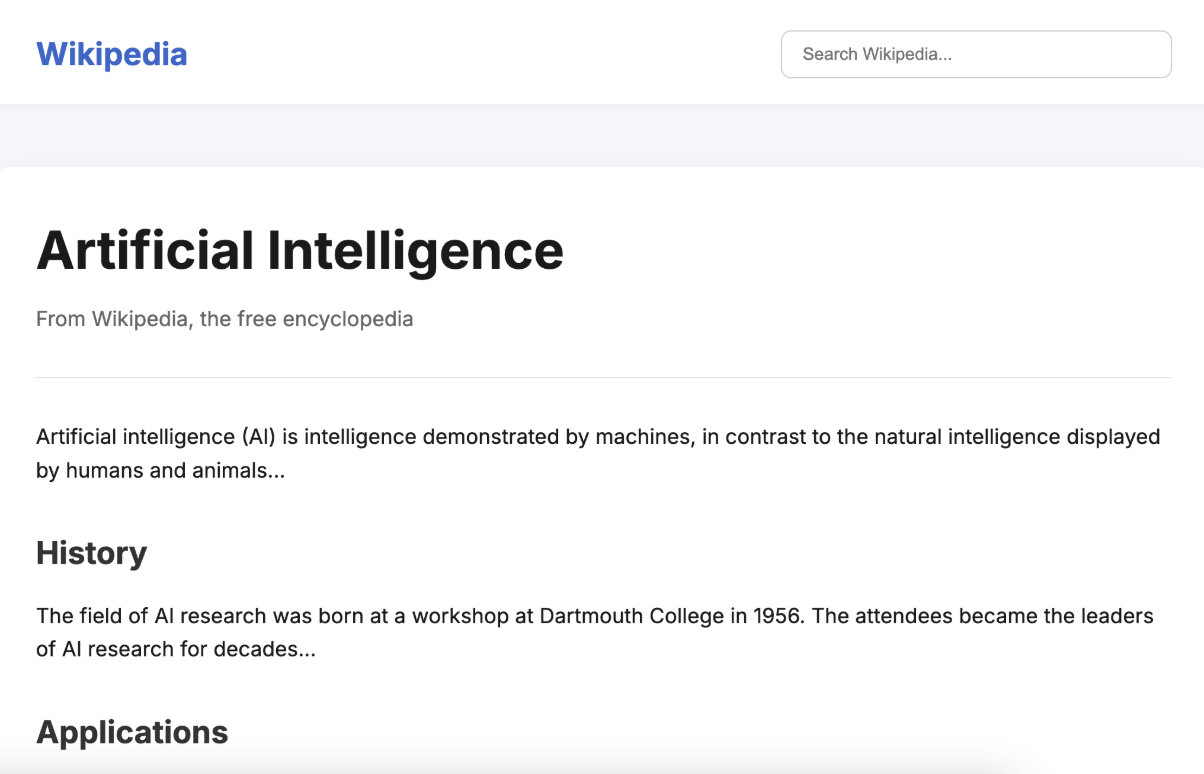 Wikipedia
Search Wikipedia...
Artificial Intelligence
From Wikipedia, the free encyclopedia
Artificial intelligence (AI) is intelligence demonstrated by machines, in contrast to the natural intelligence displayed
by humans and animals...
History
The field of AI research was born at a workshop at Dartmouth College in 1956. The attendees became the leaders
of AI research for decades...
Applications